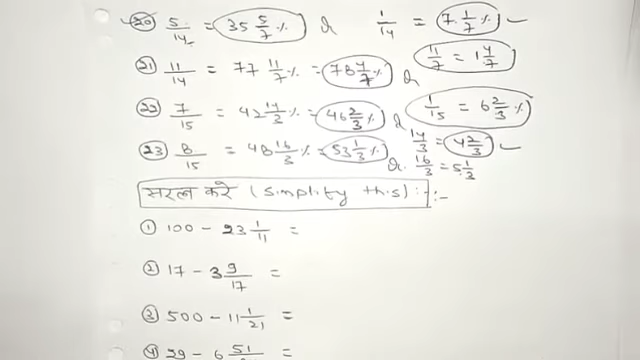 20 5/14 = 35 5/7 % & 1/14 = 7 1/7 %
21 11/14 = 77 11/7 % = 78 4/7 % & 11/7 = 1 4/7
22 7/15 = 42 14/3 % = 46 2/3 % & 1/15 = 6 2/3 %
14/3 = 4 2/3
23 8/15 = 48 16/3 % = 53 1/3 % & 16/3 = 5 1/3
सरल करे (Simplify this) :- :-
1 100 - 23 1/11 =
2 17 - 3 9/17 =
3 500 - 11 1/21 =
4 29 - 6 51/ =